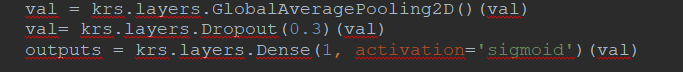 val = krs.layers.GlobalAveragePooling2D()(val)
val= krs.layers.Dropout(0.3)(val)
outputs = krs.layers.Dense(1, activation='sigmoid')(val)